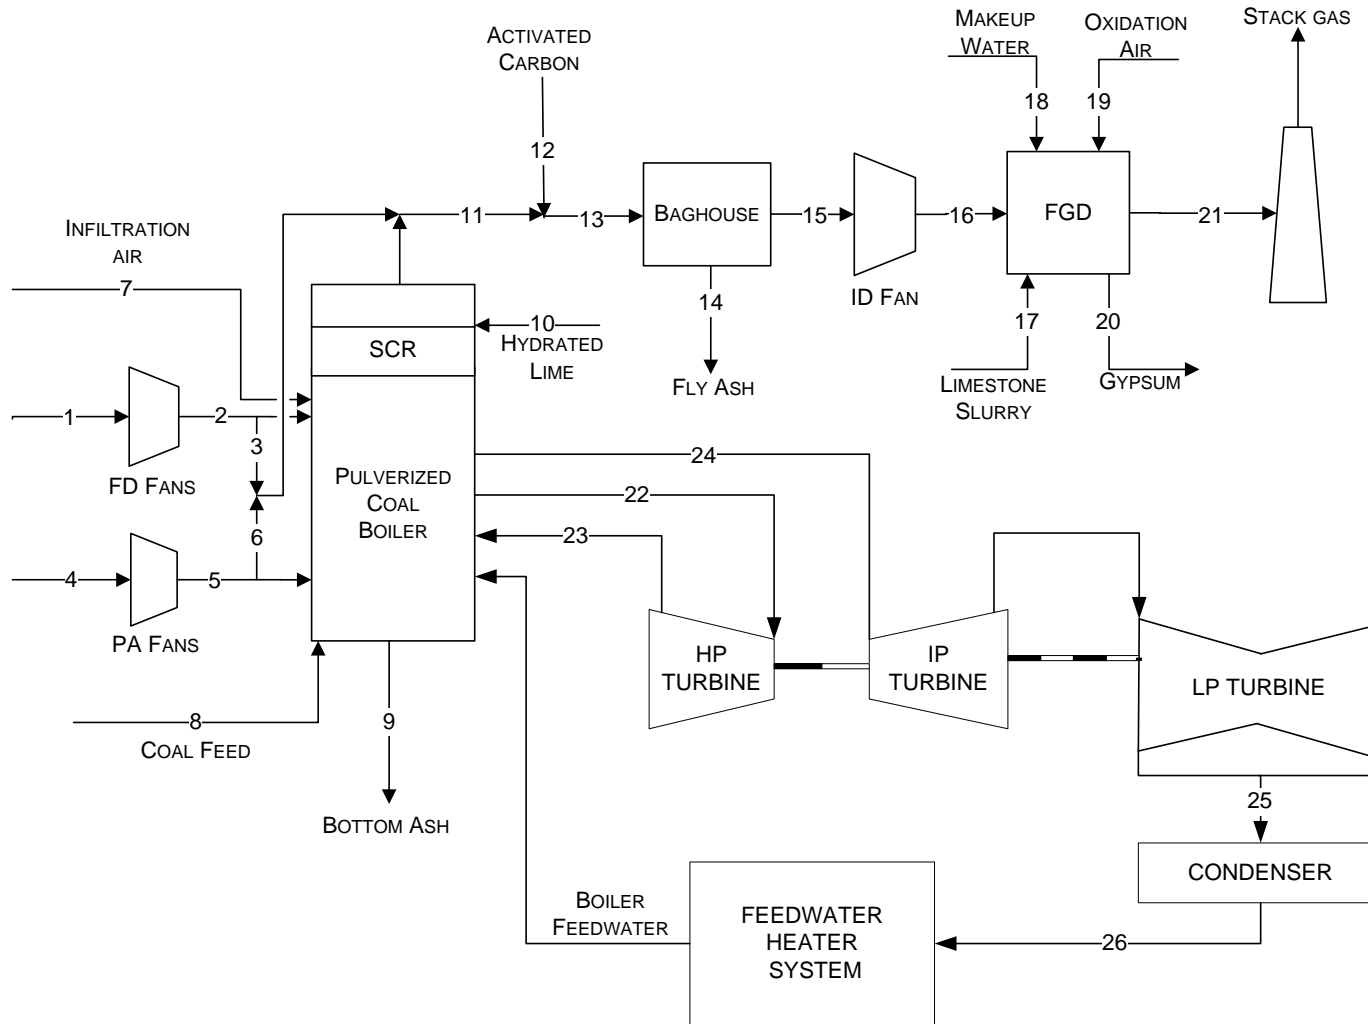 MAKEUP
WATER
OXIDATION
AIR
STACK GAS
ACTIVATED
CARBON
18
19
12
INFILTRATION
AIR
7
11
13
BAGHOUSE
15
16
FGD
21
ID FAN
14
17
20
10
HYDRATED
LIME
SCR
FLY ASH
LIMESTONE
SLURRY
GYPSUM
1
2
3
FD FANS
24
PULVERIZED
COAL
BOILER
22
23
6
4
5
PA FANS
HP
TURBINE
IP
TURBINE
LP TURBINE
8
COAL FEED
9
BOTTOM ASH
25
CONDENSER
BOILER
FEEDWATER
FEEDWATER
HEATER
SYSTEM
26